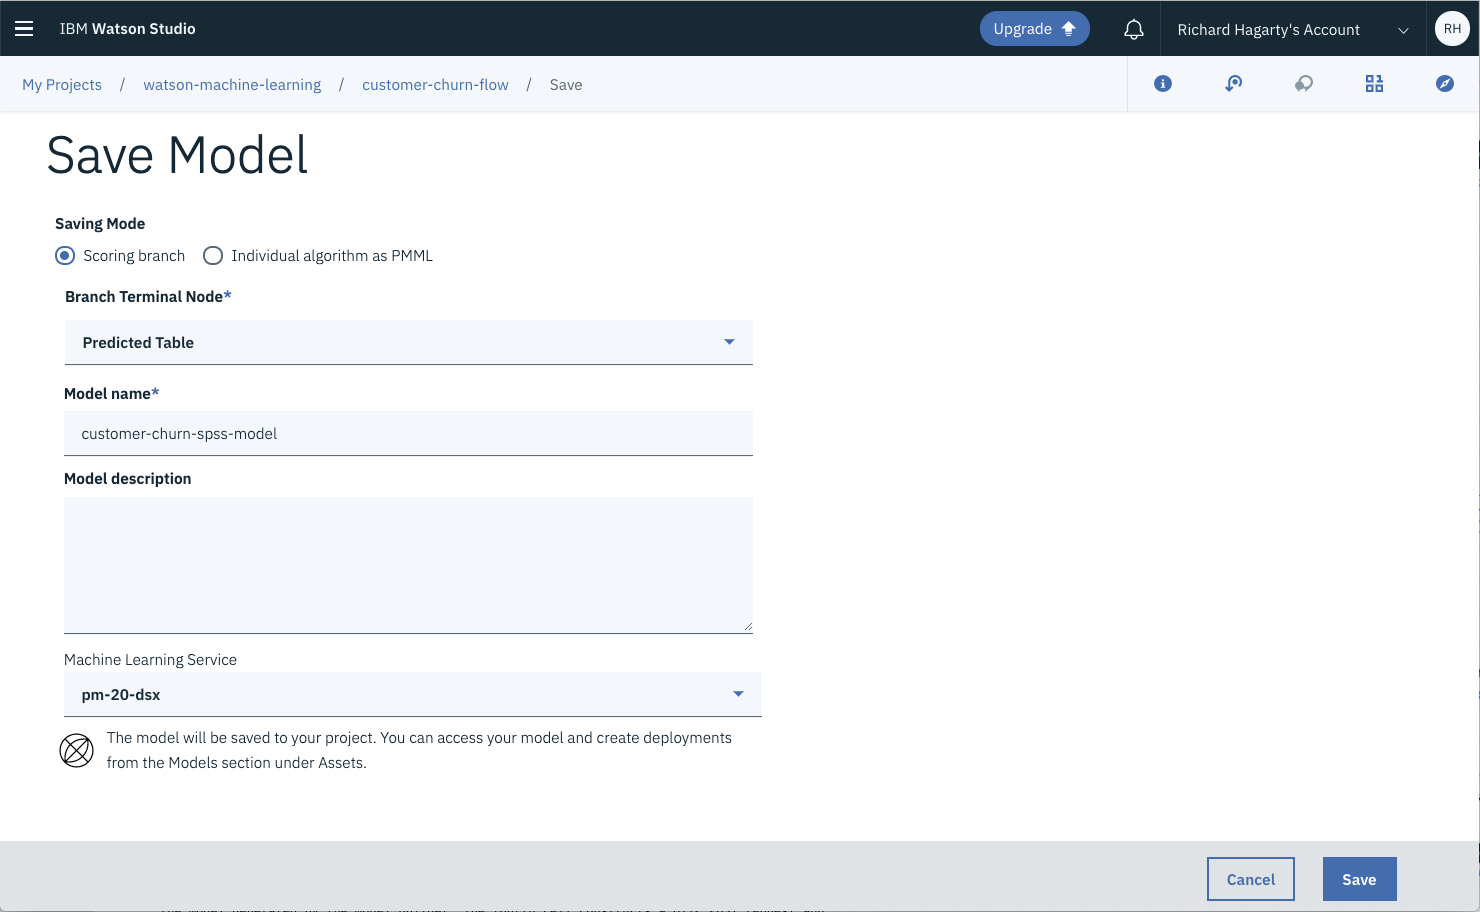 IBM Watson Studio
Upgrade
Richard Hagarty's Account
RH
My Projects / watson-machine-learning / customer-churn-flow / Save
Save Model
Saving Mode
Scoring branch
Individual algorithm as PMML
Branch Terminal Node*
Predicted Table
Model name*
customer-churn-spss-model
Model description
Machine Learning Service
pm-20-dsx
The model will be saved to your project. You can access your model and create deployments
from the Models section under Assets.
Cancel
Save